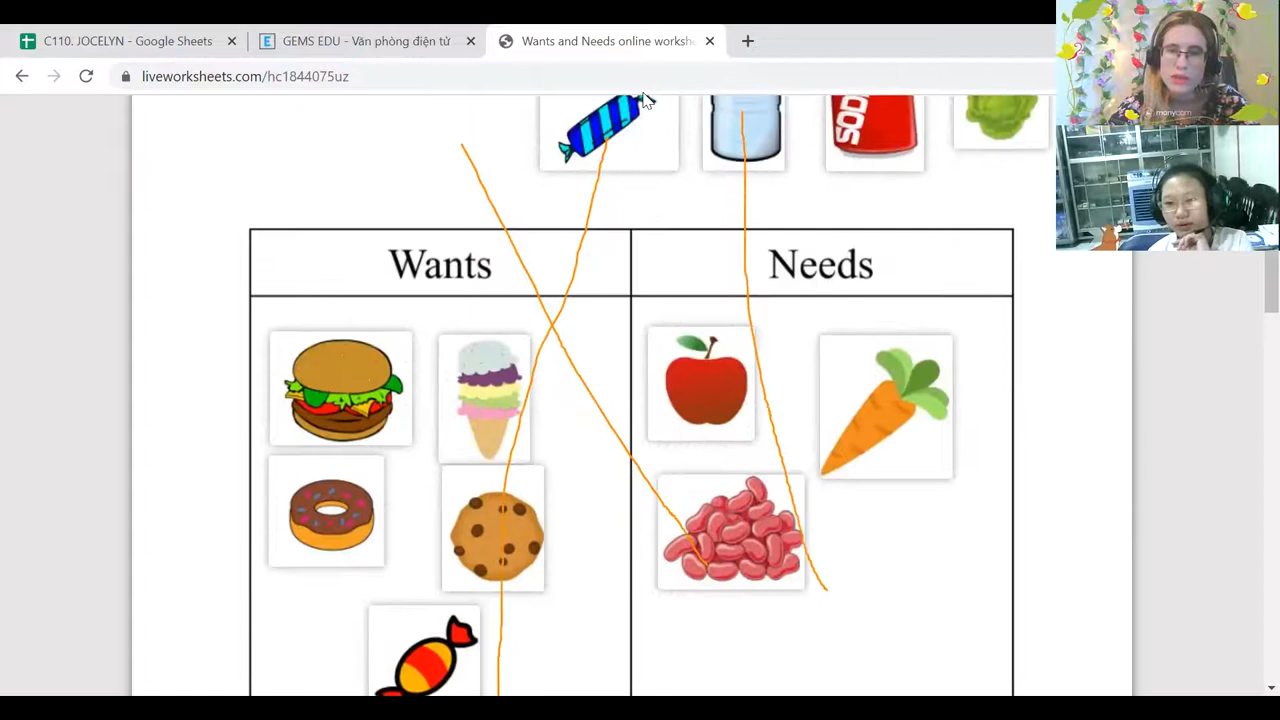 C110. JOCELYN - Google Sheets
GEMS EDU - Văn phòng điện tử
Wants and Needs online worksh
liveworksheets.com/hc1844075uz
manycam
SODA
Wants
Needs